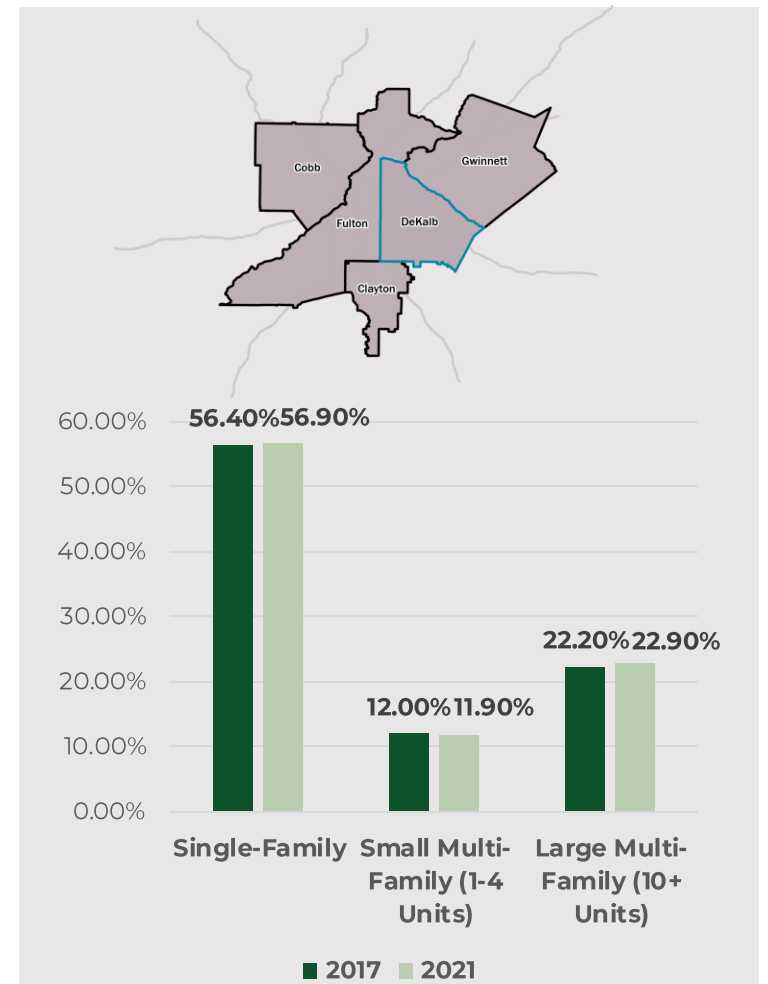 Cobb
Gwinnett
Fulton
DeKalb
Clayton
60.00%
56.40% 56.90%
50.00%
40.00%
30.00%
22.20% 22.90%
20.00%
12.00% 11.90%
10.00%
0.00%
Single-Family
Small Multi-
Family (1-4
Units)
Large Multi-
Family (10+
Units)
2017
2021